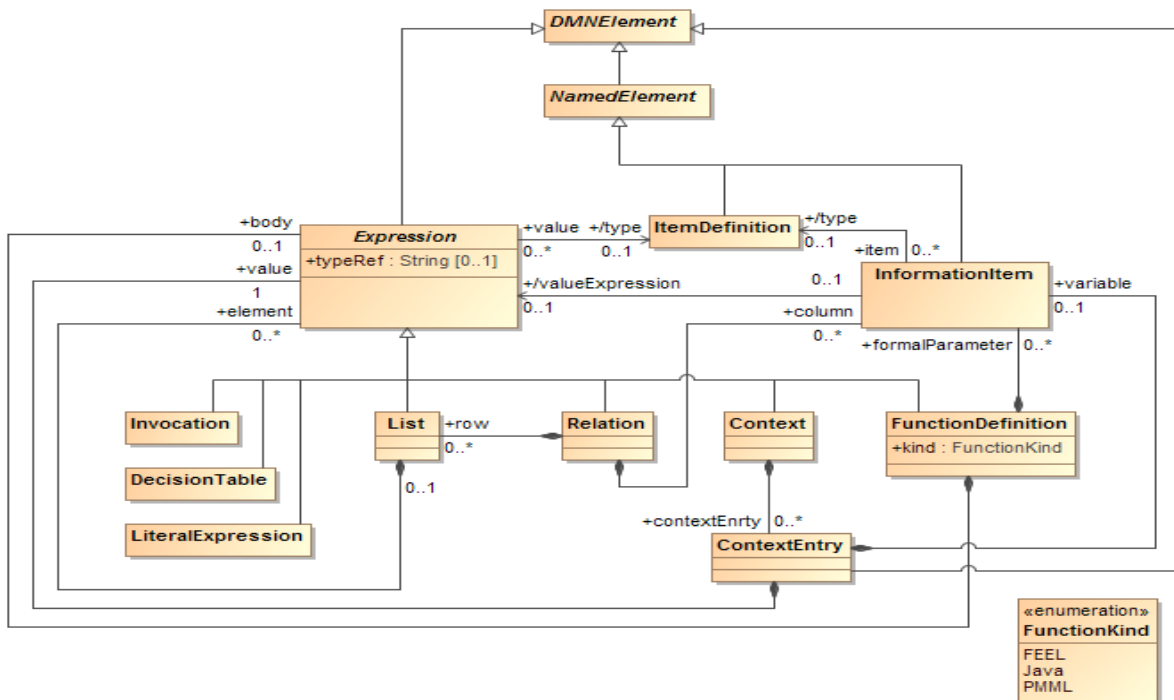 DMNElement
NamedElement
+body
0..1
Expression
+typeRef : String [0..1]
+value
0..*
+/type
0..1
ItemDefinition
+/type
0..1
+item
0..*
InformationItem
+value
1
+/valueExpression
0..1
0..1
+variable
0..1
+element
0..*
+column
0..*
+formalParameter
0..*
Invocation
List
+row
0..*
Relation
Context
FunctionDefinition
+kind : FunctionKind
DecisionTable
0..1
LiteralExpression
+contextEnrty
0..*
ContextEntry
«enumeration»
FunctionKind
FEEL
Java
PMML